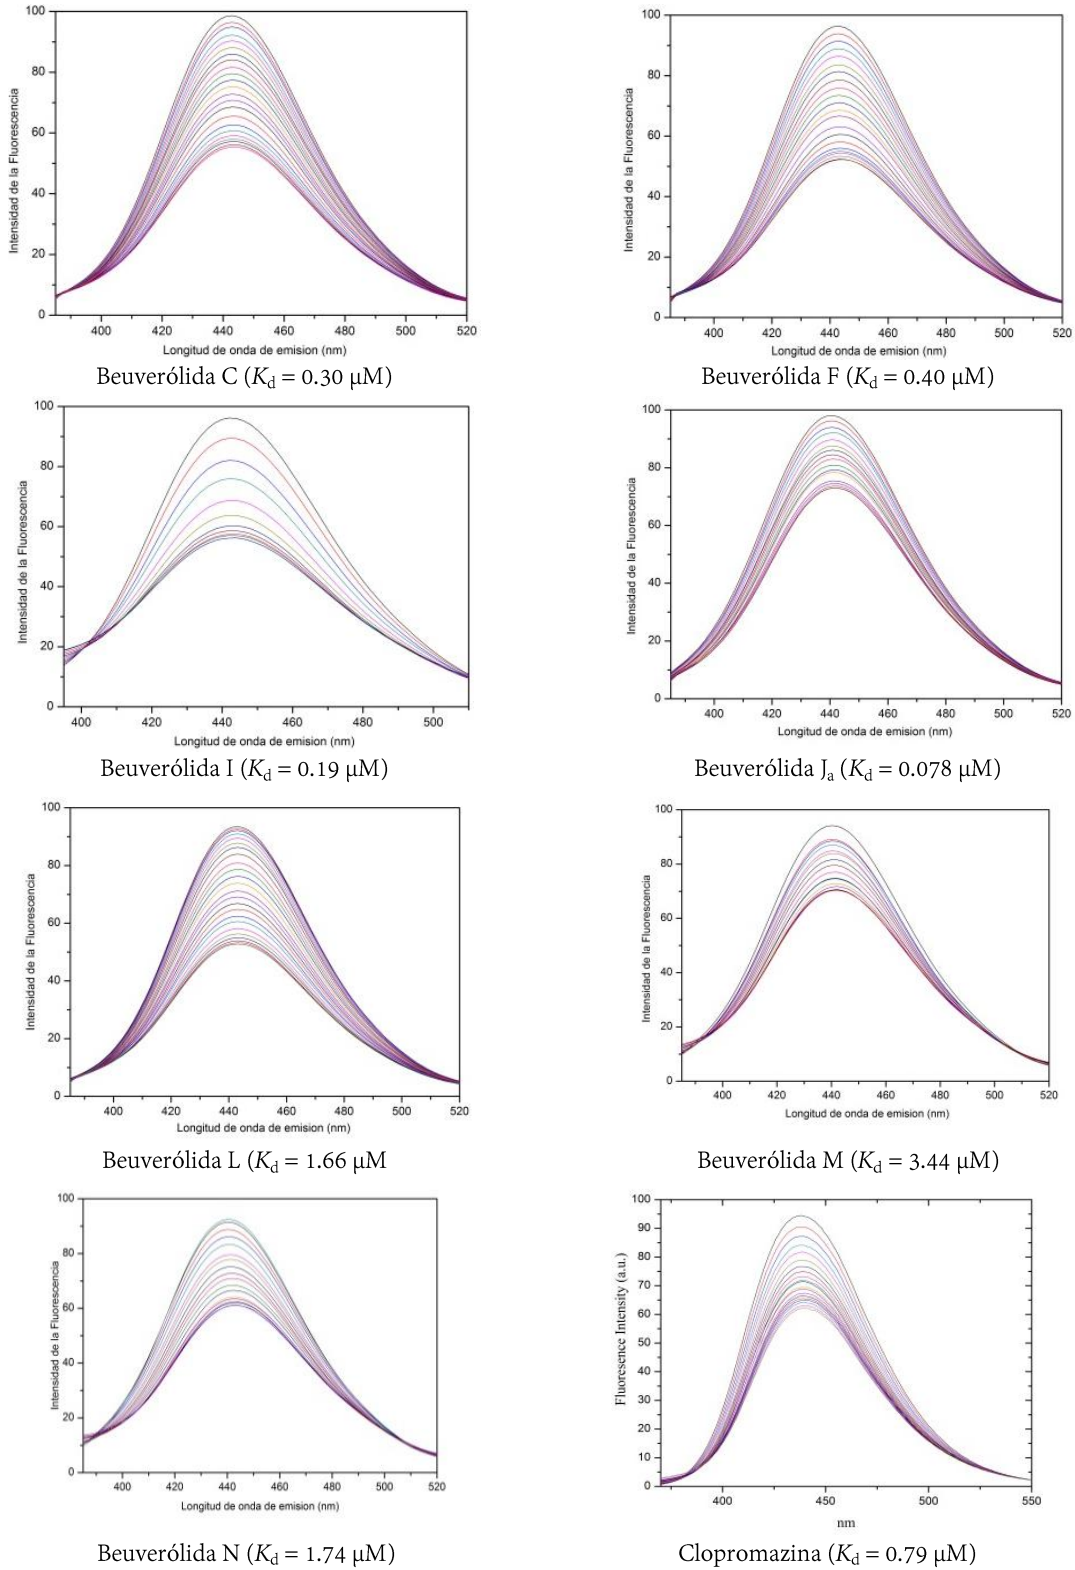 100
80
60
40
20
0
Intensidad de la Fluorescencia
400 420 440 460 480 500 520
Longitud de onda de emision (nm)
Beuverólida C (Kd = 0.30 µM)
100
80
60
40
20
0
Intensidad de la Fluorescencia
400 420 440 460 480 500 520
Longitud de onda de emision (nm)
Beuverólida F (Kd = 0.40 µM)
100
80
60
40
20
0
Intensidad de la Fluorescencia
400 420 440 460 480 500
Longitud de onda de emision (nm)
Beuverólida I (Kd = 0.19 µM)
100
80
60
40
20
0
Intensidad de la Fluorescencia
400 420 440 460 480 500 520
Longitud de onda de emision (nm)
Beuverólida Ja (Kd = 0.078 µM)
100
80
60
40
20
0
Intensidad de la Fluorescencia
400 420 440 460 480 500 520
Longitud de onda de emision (nm)
Beuverólida L (Kd = 1.66 µM
100
80
60
40
20
0
Intensidad de la Fluorescencia
400 420 440 460 480 500 520
Longitud de onda de emision (nm)
Beuverólida M (Kd = 3.44 µM)
100
80
60
40
20
0
Intensidad de la Fluorescencia
400 420 440 460 480 500 520
Longitud de onda de emision (nm)
Beuverólida N (Kd = 1.74 µM)
100
90
80
70
60
50
40
30
20
10
0
Fluoresence Intensity (a.u.)
400 450 500 550
nm
Clopromazina (Kd = 0.79 µM)